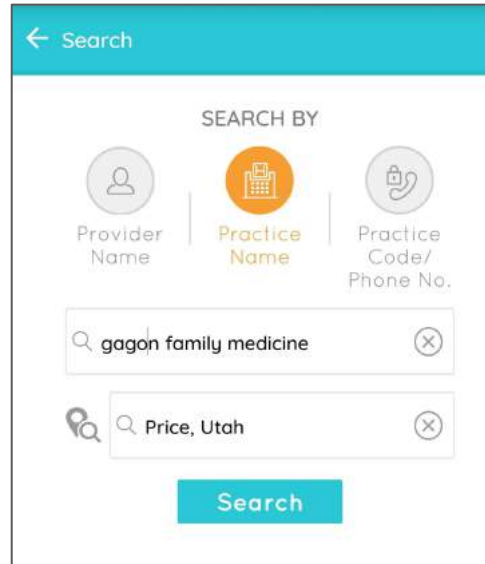 Search
SEARCH BY
Provider
Name
Practice
Name
Practice
Code/
Phone No.
gagon family medicine
Price, Utah
Search